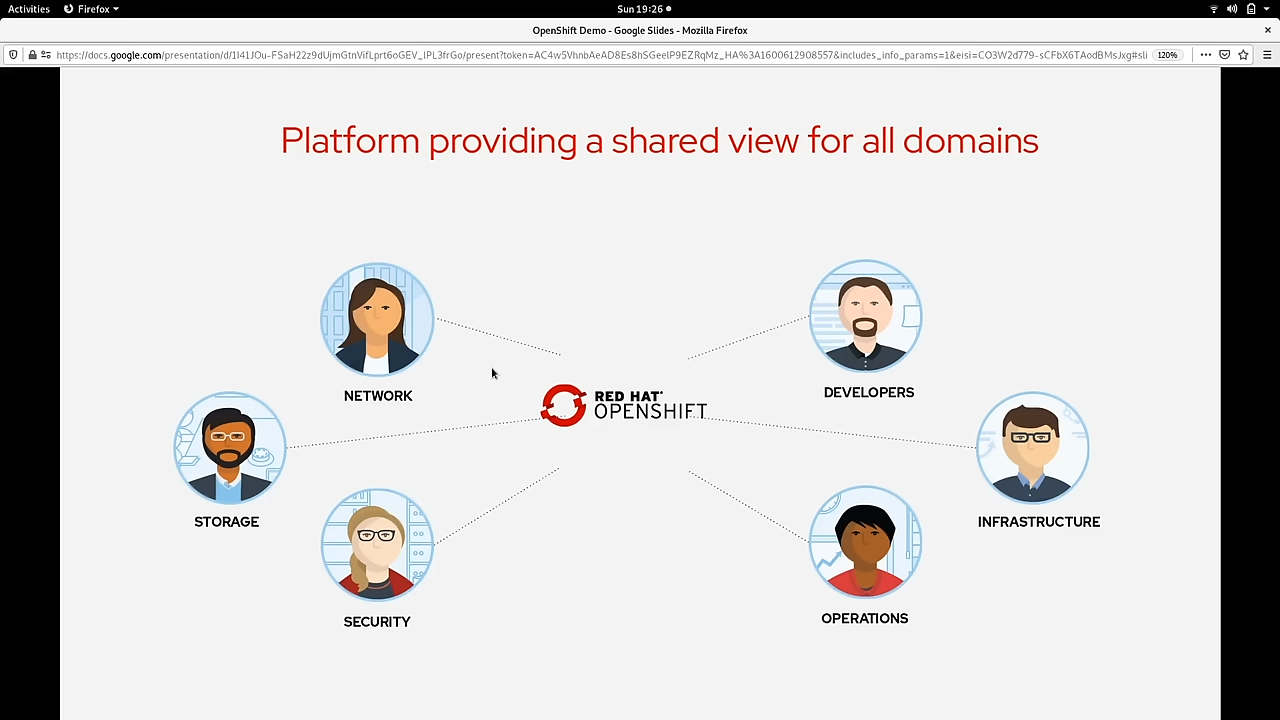 Activities
Firefox
Sun 19:26
OpenShift Demo - Google Slides - Mozilla Firefox
120%
Platform providing a shared view for all domains
NETWORK
DEVELOPERS
RED HAT®
OPENSHIFT
STORAGE
INFRASTRUCTURE
SECURITY
OPERATIONS